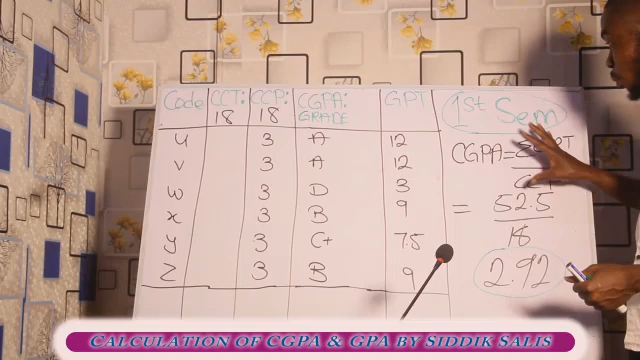 Code CCT: 18 CCP: 18 CGPA: GRADE GPT
U 3 A 12
V 3 A 12
W 3 D 3
X 3 B 9
Y 3 C+ 7.5
Z 3 B 9
1st Sem
CGPA=
= 52.5
18
2.92
CALCULATION OF CGPA & GPA BY SIDDIK SALIS